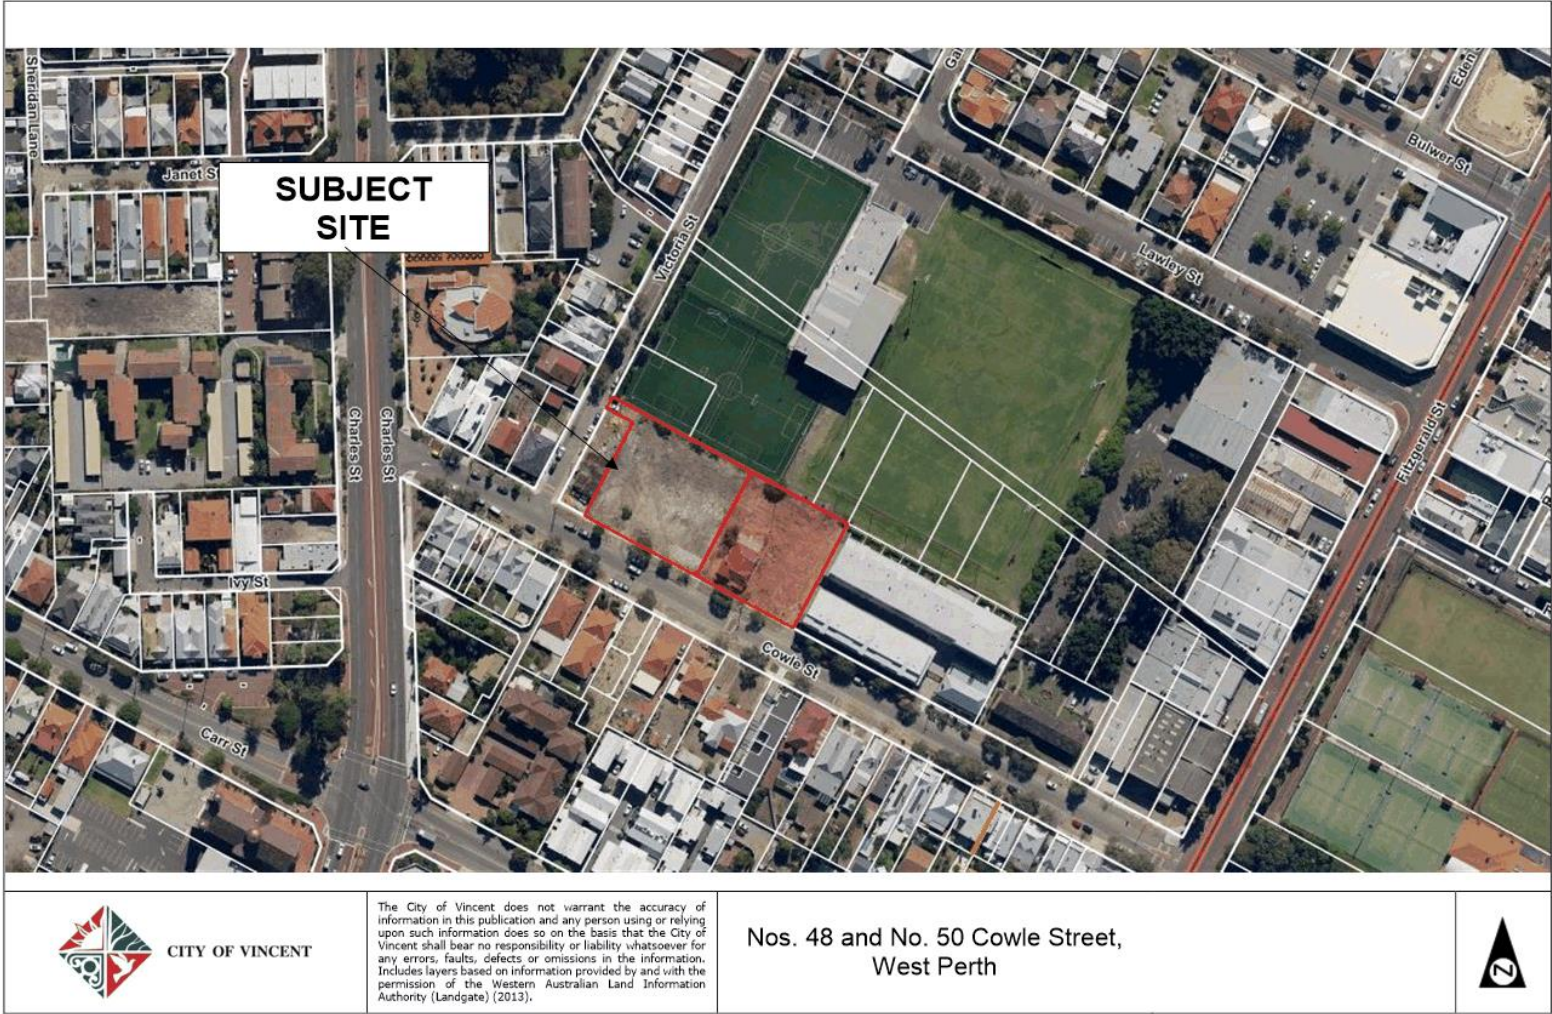 Sheridan Lane
Janet St
SUBJECT
SITE
Victoria St
Eden
Bulwer St
Lawley St
Charles St
Charles St
Fitzgerald St
Ivy St
Cowle St
Carr St
CITY OF VINCENT
The City of Vincent does not warrant the accuracy of
information in this publication and any person using or relying
upon such information does so on the basis that the City of
Vincent shall bear no responsibility or liability whatsoever for
any errors, faults, defects or omissions in the information.
Includes layers based on information provided by and with the
permission of the Western Australian Land Information
Authority (Landgate) (2013).
Nos. 48 and No. 50 Cowle Street,
West Perth
N